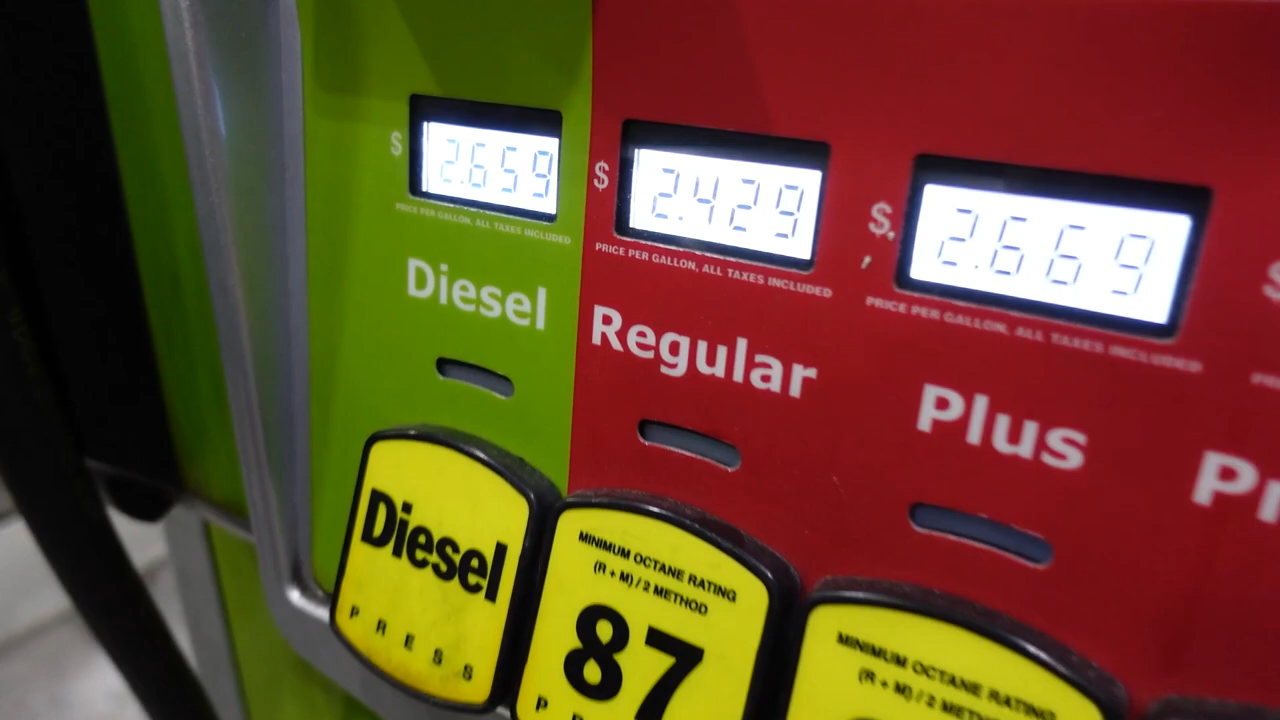 $ 2.659
PRICE PER GALLON, ALL TAXES INCLUDED
Diesel
$ 2.429
PRICE PER GALLON, ALL TAXES INCLUDED
Regular
$ 2.669
PRICE PER GALLON, ALL TAXES INCLUDED
Plus
$
Pr
Diesel
PRESS
MINIMUM OCTANE RATING
(R + M) / 2 METHOD
87
MINIMUM OCTANE RATING
(R + M) / 2 METHOD